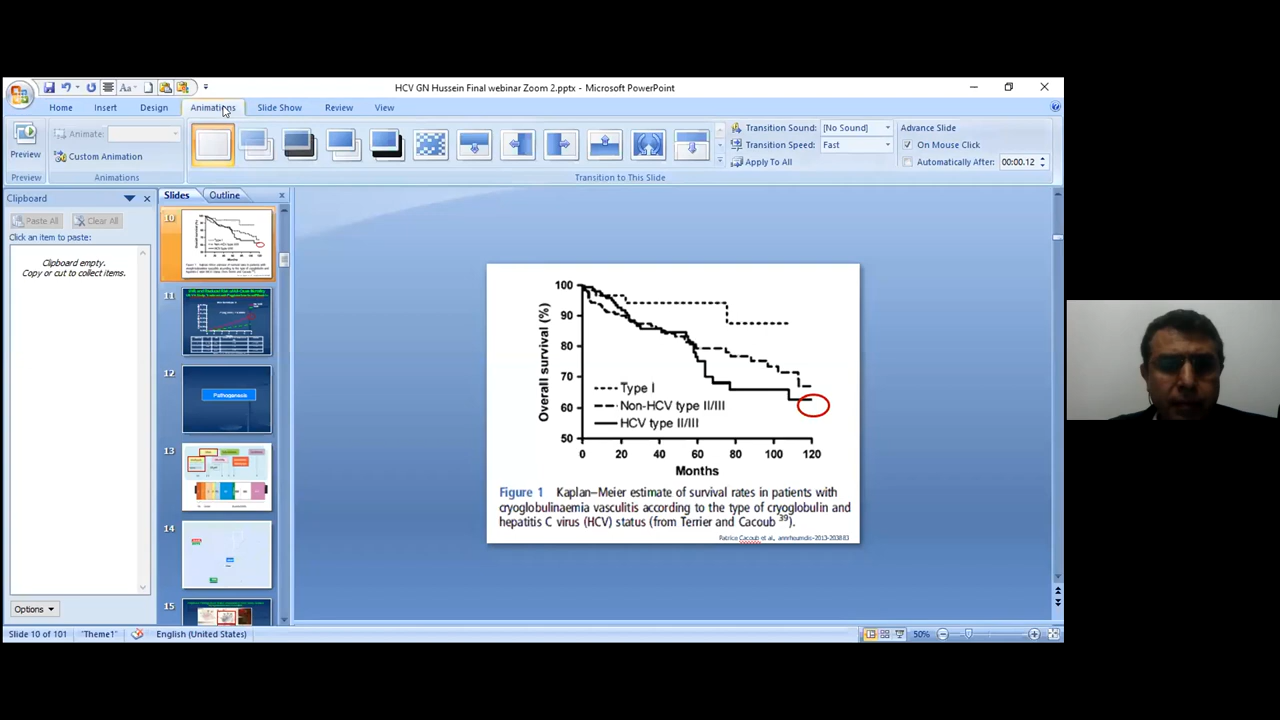 HCV GN Hussein Final webinar Zoom 2.pptx - Microsoft PowerPoint
Home Insert Design Animations Slide Show Review View
Preview
Animate:
Custom Animation
Transition Sound: [No Sound]
Transition Speed: Fast
Apply To All
Advance Slide
On Mouse Click
Automatically After: 00:00.12
Preview Animations Transition to This Slide
Clipboard
Paste All Clear All
Click an item to paste:
Clipboard empty.
Copy or cut to collect items.
Options
Slides Outline
10
11
12
Pathogenesis
13
14
15
Overall survival (%)
100
90
80
70
60
50
Type I
Non-HCV type II/III
HCV type II/III
0 20 40 60 80 100 120
Months
Figure 1 Kaplan–Meier estimate of survival rates in patients with
cryoglobulinaemia vasculitis according to the type of cryoglobulin and
hepatitis C virus (HCV) status (from Terrier and Cacoub 39).
Patrice Cacoub et al, annrheumdis-2013-203883
Slide 10 of 101 "Theme1" English (United States) 50%